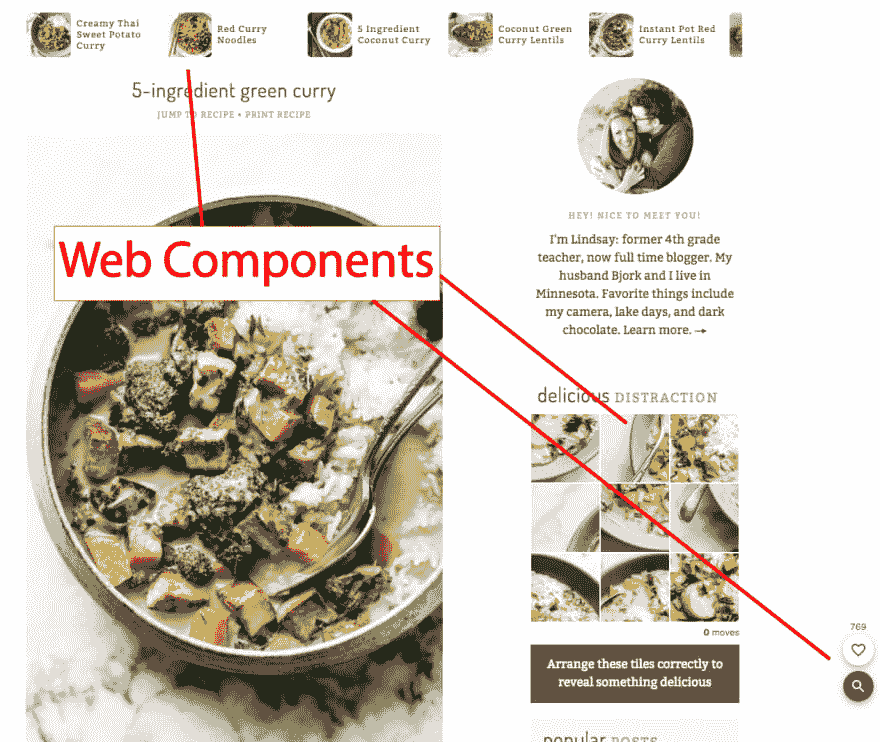 Creamy Thai
Sweet Potato
Curry
Red Curry
Noodles
5 Ingredient
Coconut Curry
Coconut Green
Curry Lentils
Instant Pot Red
Curry Lentils
5-ingredient green curry
JUMP TO RECIPE • PRINT RECIPE
Web Components
HEY! NICE TO MEET YOU!
I'm Lindsay: former 4th grade
teacher, now full time blogger. My
husband Bjork and I live in
Minnesota. Favorite things include
my camera, lake days, and dark
chocolate. Learn more. →
delicious DISTRACTION
0 moves
Arrange these tiles correctly to
reveal something delicious
769
popular POSTS